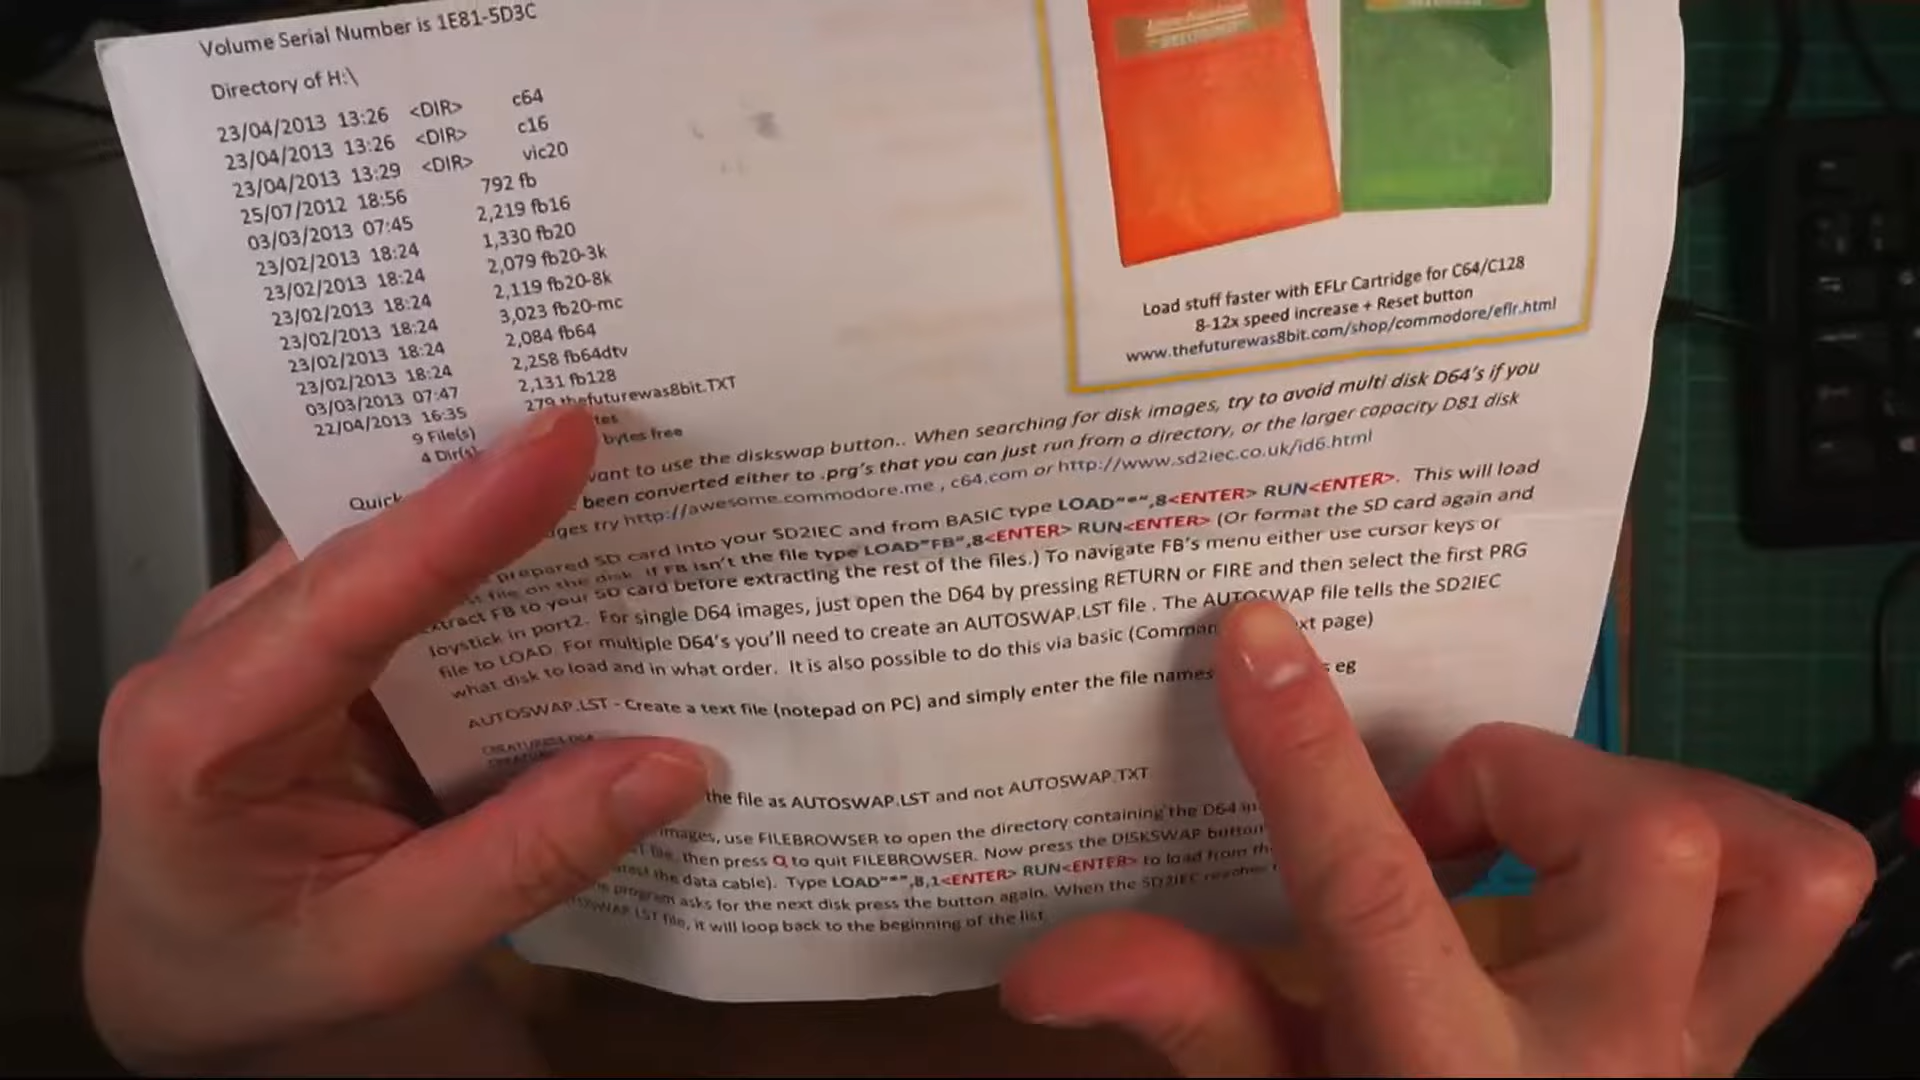 Volume Serial Number is 1E81-5D3C
Directory of H:\
23/04/2013 13:26 <DIR> c64
23/04/2013 13:26 <DIR> c16
23/04/2013 13:29 <DIR> vic20
25/07/2012 18:56 792 fb
03/03/2013 07:45 2,219 fb16
23/02/2013 18:24 1,330 fb20
23/02/2013 18:24 2,079 fb20-3k
23/02/2013 18:24 2,119 fb20-8k
23/02/2013 18:24 3,023 fb20-mc
23/02/2013 18:24 2,084 fb64
23/02/2013 18:24 2,258 fb64dtv
03/03/2013 07:47 2,131 fb128
22/04/2013 16:35 279 thefuturewas8bit.TXT
9 File(s)
4 Dir(s) bytes free
Load stuff faster with EFLr Cartridge for C64/C128
8-12x speed increase + Reset button
www.thefuturewas8bit.com/shop/commodore/eflr.html
Quick
want to use the diskswap button.. When searching for disk images, try to avoid multi disk D64's if you
been converted either to .prg's that you can just run from a directory, or the larger capacity D81 disk
try http://awesome.commodore.me , c64.com or http://www.sd2iec.co.uk/id6.html
prepared SD card into your SD2IEC and from BASIC type LOAD"*",8<ENTER> RUN<ENTER>. This will load
file on the disk. If FB isn't the file type LOAD"FB",8<ENTER> RUN<ENTER> (Or format the SD card again and
extract FB to your SD card before extracting the rest of the files.) To navigate FB's menu either use cursor keys or
Joystick in port2. For single D64 images, just open the D64 by pressing RETURN or FIRE and then select the first PRG
file to LOAD. For multiple D64's you'll need to create an AUTOSWAP.LST file . The AUTOSWAP file tells the SD2IEC
what disk to load and in what order. It is also possible to do this via basic page)
AUTOSWAP.LST - Create a text file (notepad on PC) and simply enter the file names eg
the file as AUTOSWAP.LST and not AUTOSWAP.TXT
images, use FILEBROWSER to open the directory containing the D64
file, then press Q to quit FILEBROWSER. Now press the DISKSWAP button
the data cable). Type LOAD"*",8,1<ENTER> RUN<ENTER> to load from
program asks for the next disk press the button again. When the SD2IEC reaches
LST file, it will loop back to the beginning of the list.